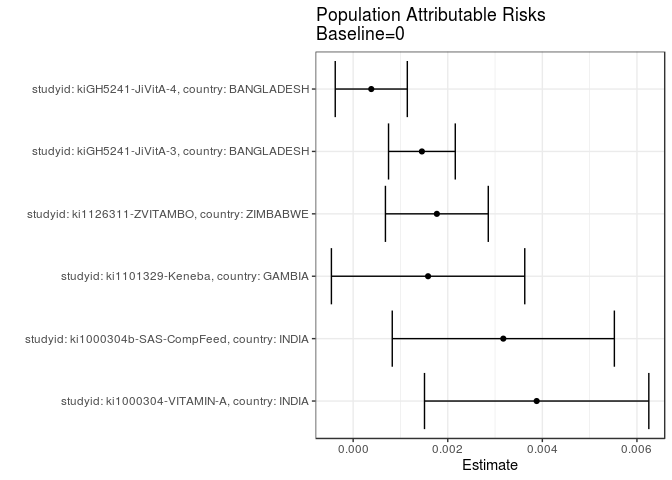 Population Attributable Risks
Baseline=0
studyid: kiGH5241-JiVitA-4, country: BANGLADESH
studyid: kiGH5241-JiVitA-3, country: BANGLADESH
studyid: ki1126311-ZVITAMBO, country: ZIMBABWE
studyid: ki1101329-Keneba, country: GAMBIA
studyid: ki1000304b-SAS-CompFeed, country: INDIA
studyid: ki1000304-VITAMIN-A, country: INDIA
0.000 0.002 0.004 0.006
Estimate